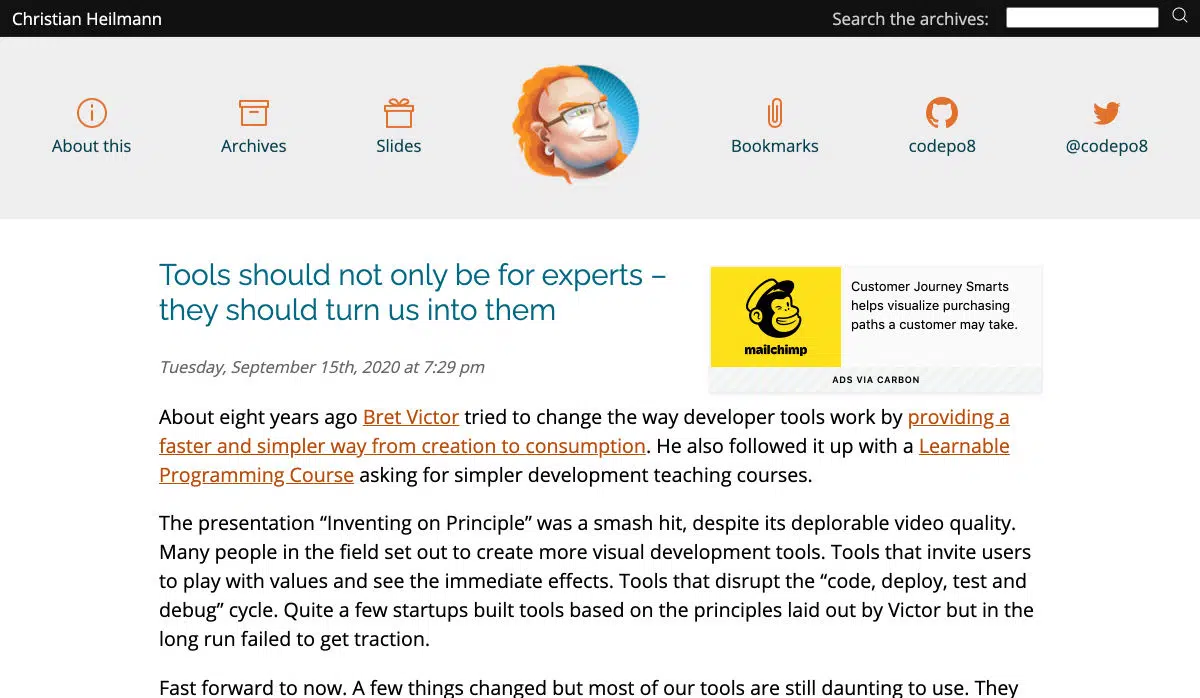 Christian Heilmann
Search the archives:
About this
Archives
Slides
Bookmarks
codepo8
@codepo8
Tools should not only be for experts –
they should turn us into them
Tuesday, September 15th, 2020 at 7:29 pm
mailchimp
Customer Journey Smarts
helps visualize purchasing
paths a customer may take.
ADS VIA CARBON
About eight years ago Bret Victor tried to change the way developer tools work by providing a
faster and simpler way from creation to consumption. He also followed it up with a Learnable
Programming Course asking for simpler development teaching courses.
The presentation “Inventing on Principle” was a smash hit, despite its deplorable video quality.
Many people in the field set out to create more visual development tools. Tools that invite users
to play with values and see the immediate effects. Tools that disrupt the “code, deploy, test and
debug” cycle. Quite a few startups built tools based on the principles laid out by Victor but in the
long run failed to get traction.
Fast forward to now. A few things changed but most of our tools are still daunting to use. They